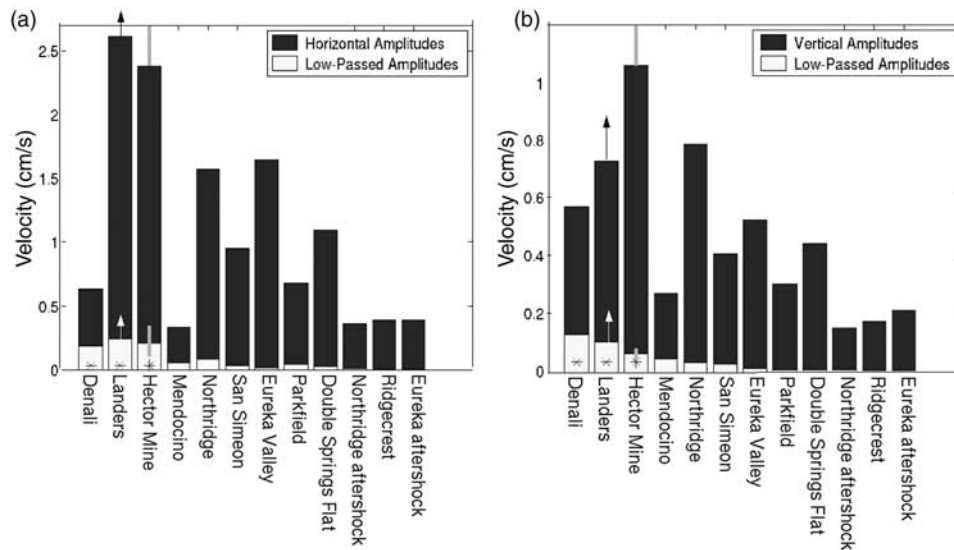 (a)
Horizontal Amplitudes
Low-Passed Amplitudes
Velocity (cm/s)
2.5
2
1.5
1
0.5
0
Denali
Landers
Hector Mine
Mendocino
Northridge
San Simeon
Eureka Valley
Parkfield
Double Springs Flat
Northridge aftershock
Ridgecrest
Eureka aftershock
(b)
Vertical Amplitudes
Low-Passed Amplitudes
Velocity (cm/s)
1
0.8
0.6
0.4
0.2
0
Denali
Landers
Hector Mine
Mendocino
Northridge
San Simeon
Eureka Valley
Parkfield
Double Springs Flat
Northridge aftershock
Ridgecrest
Eureka aftershock